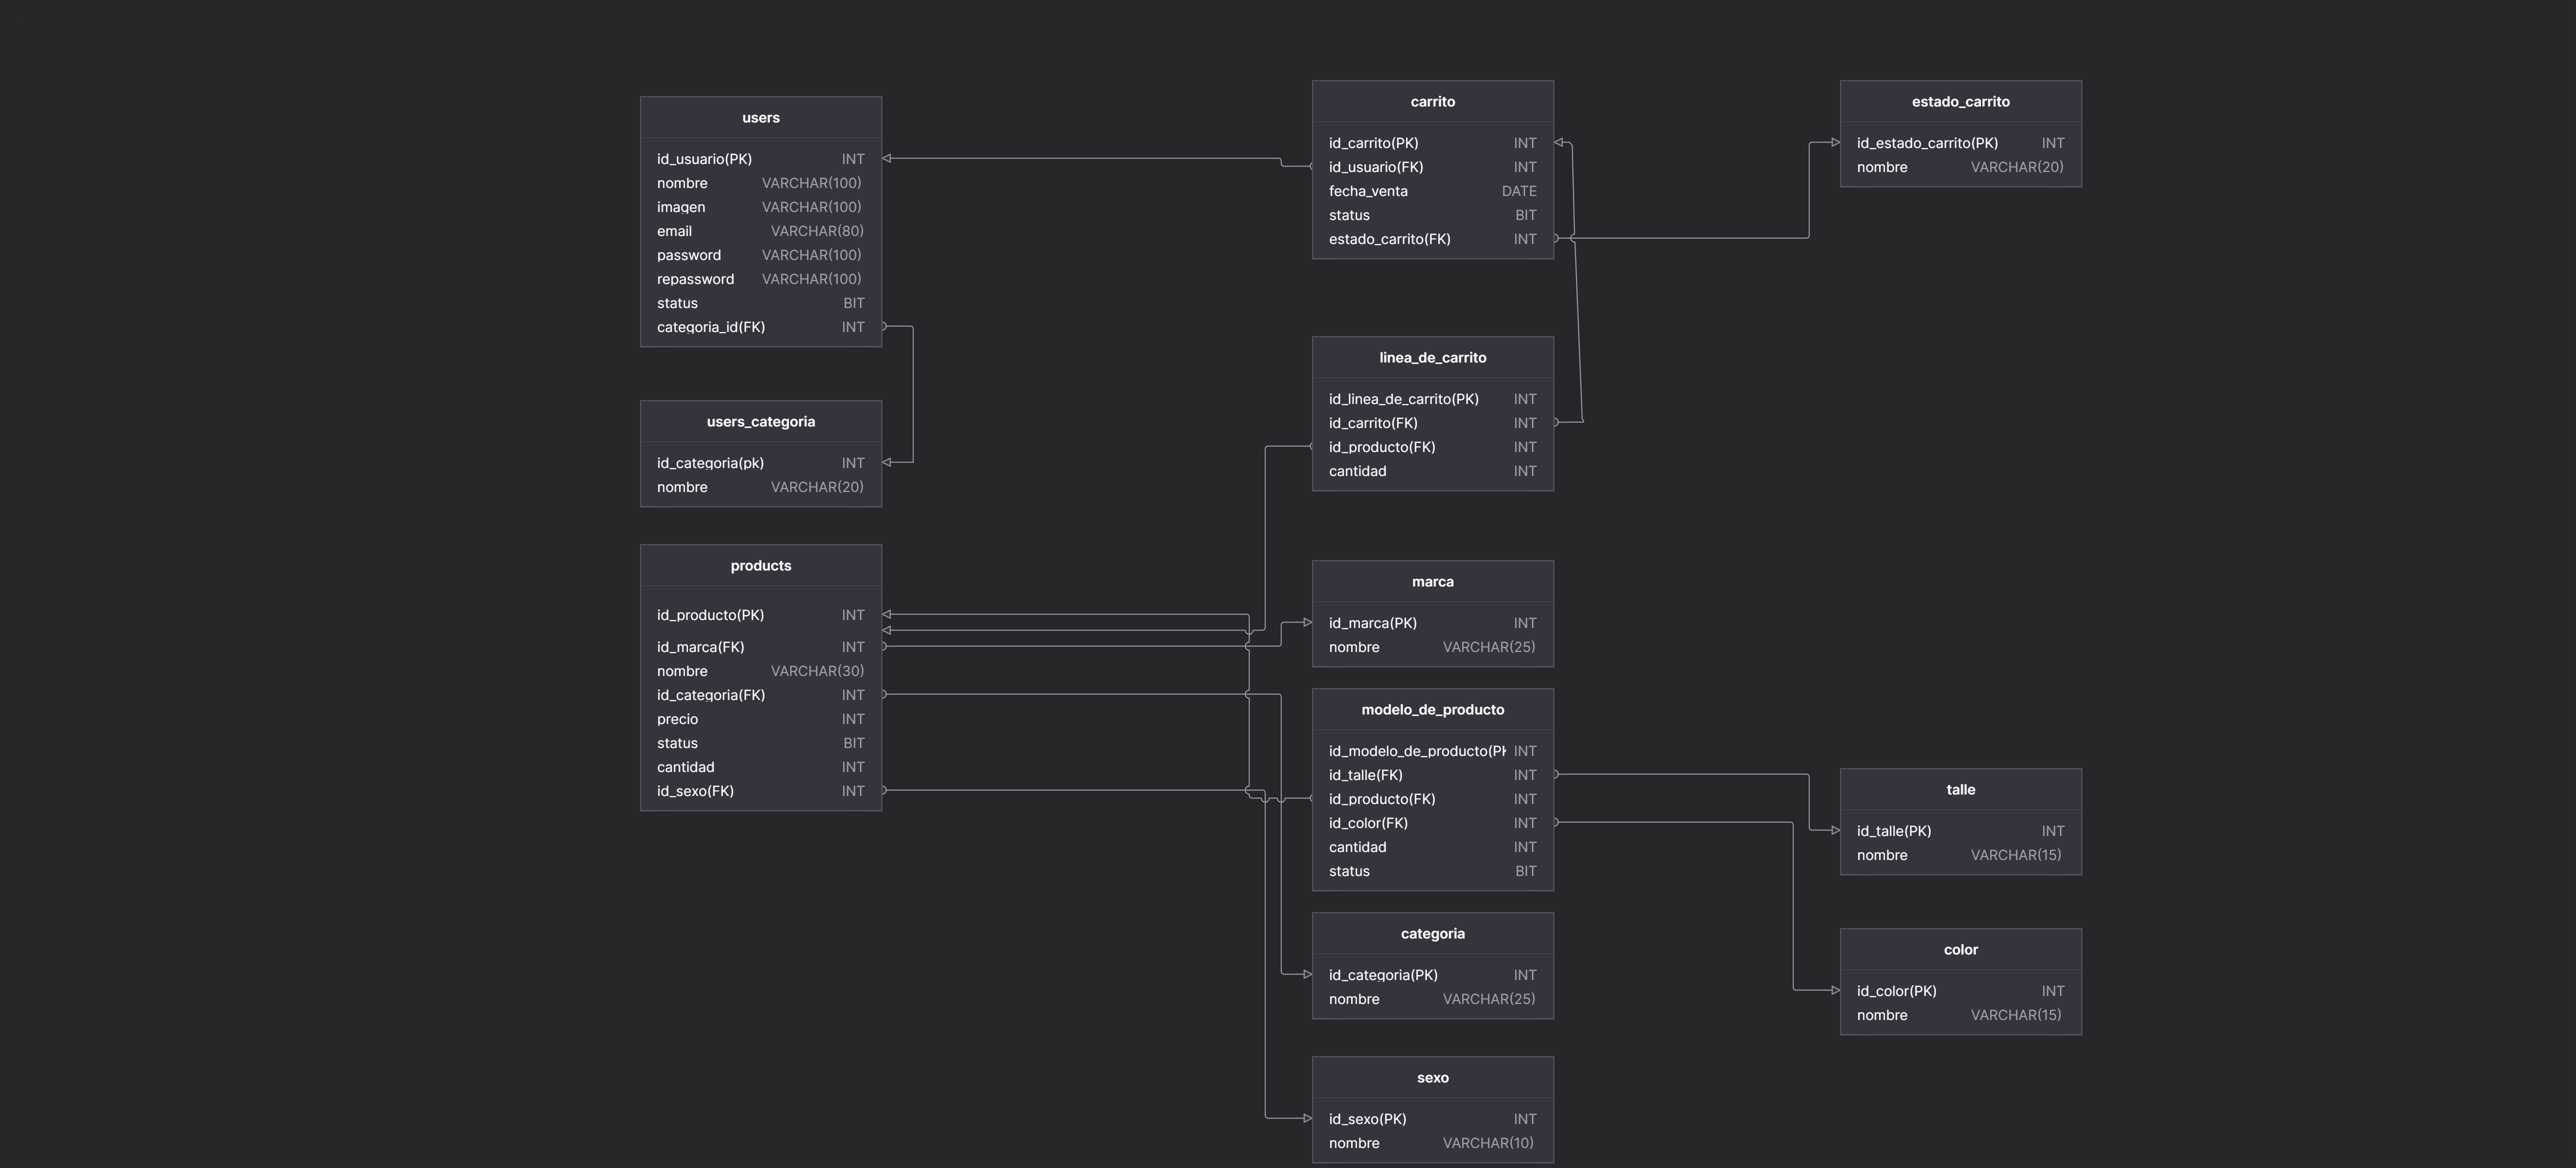 users
id_usuario(PK) INT
nombre VARCHAR(100)
imagen VARCHAR(100)
email VARCHAR(80)
password VARCHAR(100)
repassword VARCHAR(100)
status BIT
categoria_id(FK) INT
users_categoria
id_categoria(pk) INT
nombre VARCHAR(20)
products
id_producto(PK) INT
id_marca(FK) INT
nombre VARCHAR(30)
id_categoria(FK) INT
precio INT
status BIT
cantidad INT
id_sexo(FK) INT
carrito
id_carrito(PK) INT
id_usuario(FK) INT
fecha_venta DATE
status BIT
estado_carrito(FK) INT
linea_de_carrito
id_linea_de_carrito(PK) INT
id_carrito(FK) INT
id_producto(FK) INT
cantidad INT
marca
id_marca(PK) INT
nombre VARCHAR(25)
modelo_de_producto
id_modelo_de_producto(PK INT
id_talle(FK) INT
id_producto(FK) INT
id_color(FK) INT
cantidad INT
status BIT
categoria
id_categoria(PK) INT
nombre VARCHAR(25)
sexo
id_sexo(PK) INT
nombre VARCHAR(10)
estado_carrito
id_estado_carrito(PK) INT
nombre VARCHAR(20)
talle
id_talle(PK) INT
nombre VARCHAR(15)
color
id_color(PK) INT
nombre VARCHAR(15)